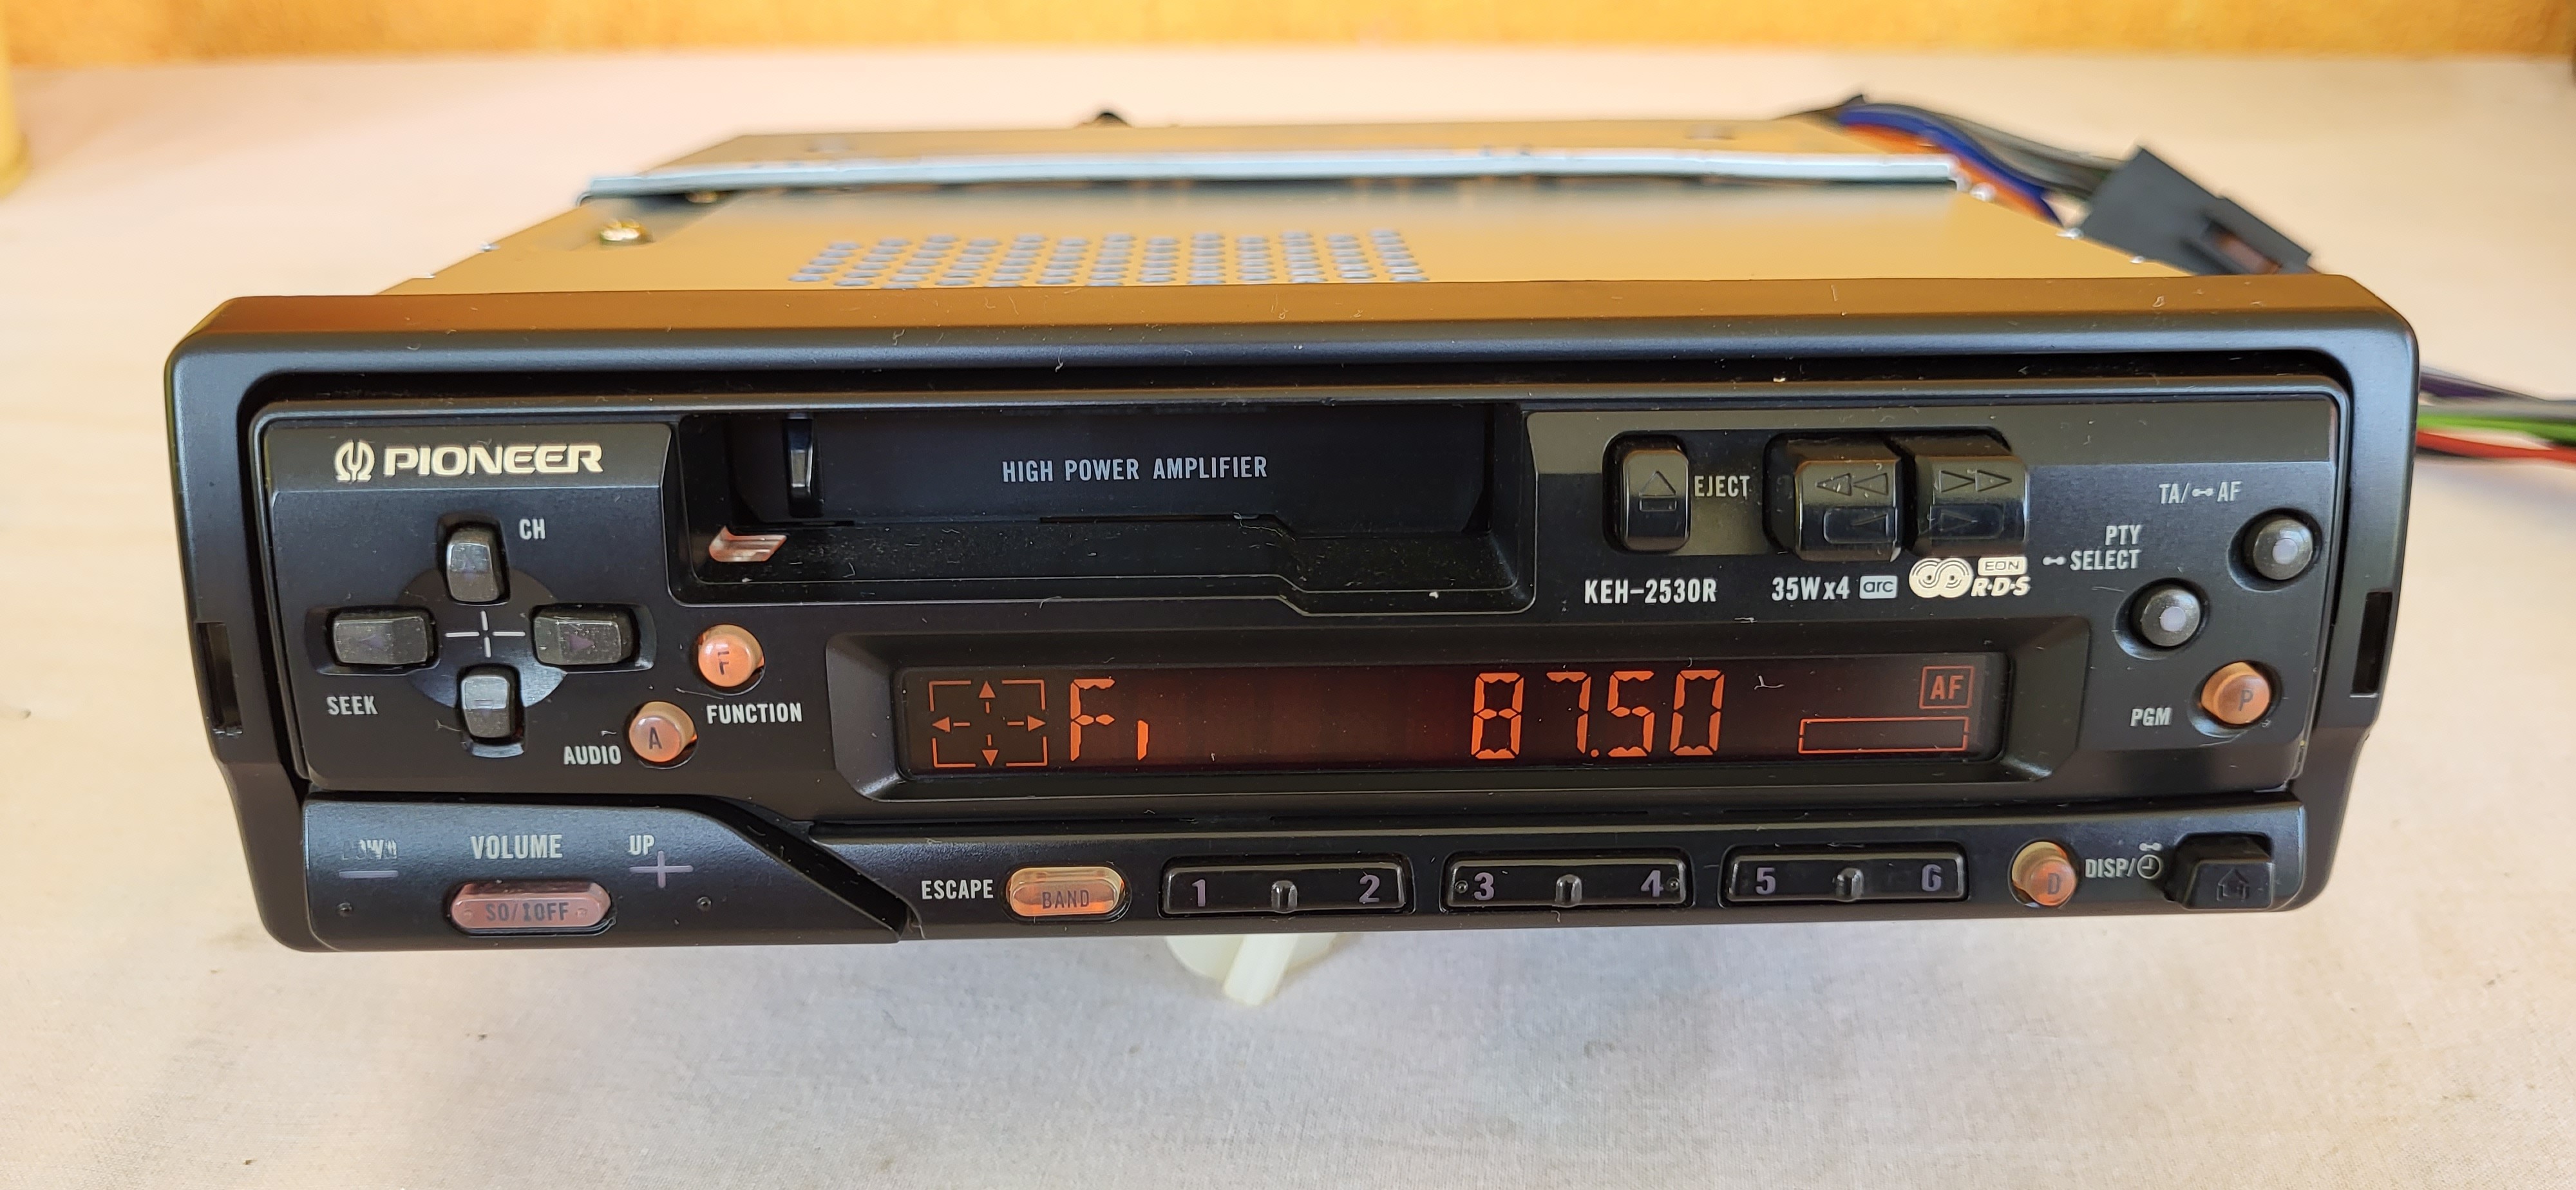 PIONEER
HIGH POWER AMPLIFIER
EJECT
CH
TA/ AF
PTY
SELECT
KEH-2530R
35Wx4 arc
EON
R·D·S
SEEK
F
FUNCTION
A
AUDIO
F1
87.50
AF
P
PGM
DOWN
VOLUME
UP
SO/IOFF
ESCAPE
BAND
1 2
3 4
5 6
D
DISP/